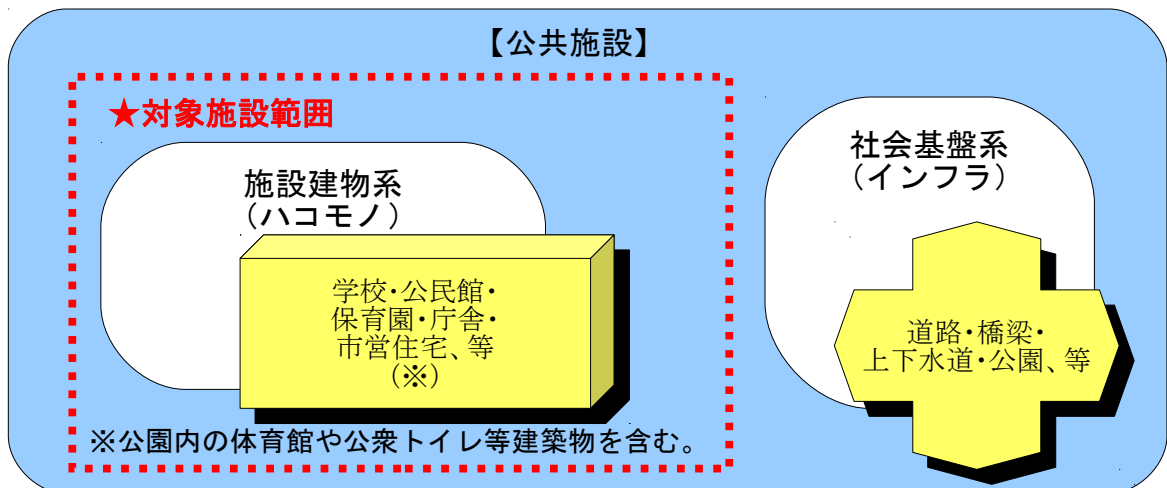 【公共施設】
★対象施設範囲
施設建物系
（ハコモノ）
学校・公民館・
保育園・庁舎・
市営住宅、等
（※）
※公園内の体育館や公衆トイレ等建築物を含む。
社会基盤系
（インフラ）
道路・橋梁・
上下水道・公園、等